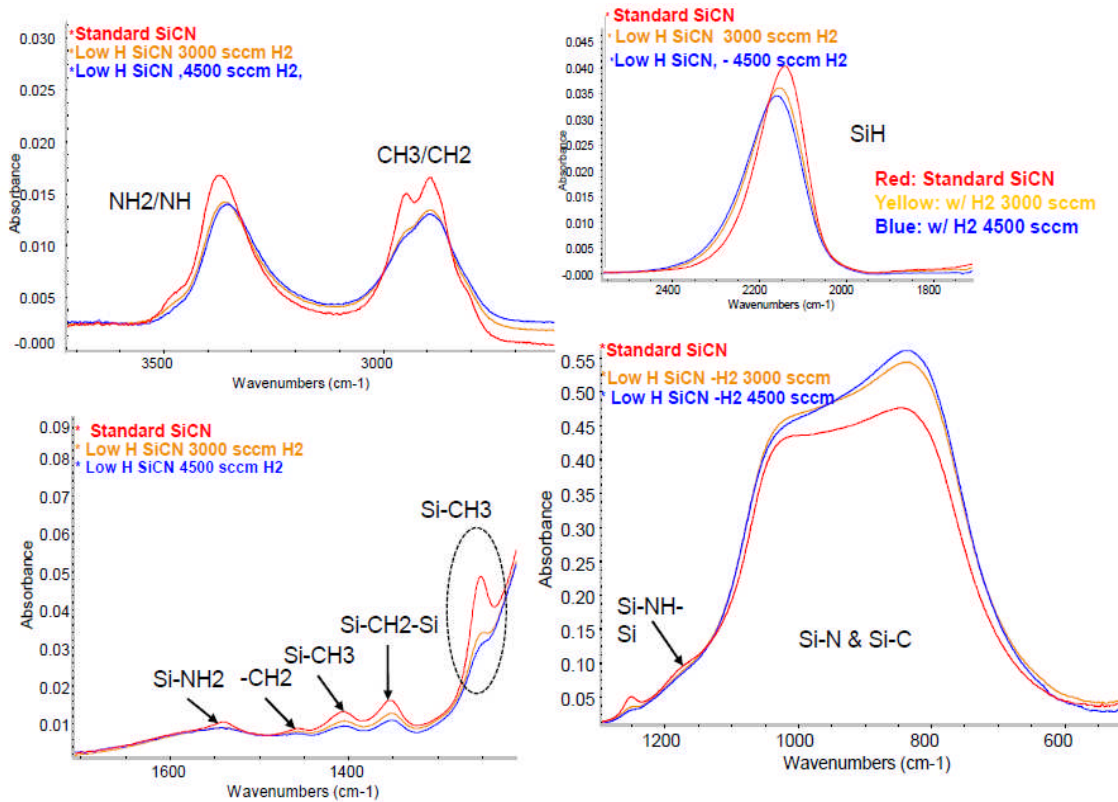 *Standard SiCN
*Low H SiCN 3000 sccm H2
*Low H SiCN ,4500 sccm H2,
0.030
0.025
0.020
0.015
0.010
0.005
-0.000
Absorbance
NH2/NH
CH3/CH2
3500
3000
Wavenumbers (cm-1)
* Standard SiCN
* Low H SiCN 3000 sccm H2
*Low H SiCN, - 4500 sccm H2
0.045
0.040
0.035
0.030
0.025
0.020
0.015
0.010
0.005
-0.000
Absorbance
SiH
Red: Standard SiCN
Yellow: w/ H2 3000 sccm
Blue: w/ H2 4500 sccm
2400
2200
2000
1800
Wavenumbers (cm-1)
* Standard SiCN
* Low H SiCN 3000 sccm H2
* Low H SiCN 4500 sccm H2
0.09
0.08
0.07
0.06
0.05
0.04
0.03
0.02
0.01
Absorbance
Si-CH3
Si-CH2-Si
Si-CH3
-CH2
Si-NH2
1600
1400
Wavenumbers (cm-1)
*Standard SiCN
*Low H SiCN -H2 3000 sccm
* Low H SiCN -H2 4500 sccm
0.55
0.50
0.45
0.40
0.35
0.30
0.25
0.20
0.15
0.10
0.05
Absorbance
Si-NH-
Si
Si-N & Si-C
1200
1000
800
600
Wavenumbers (cm-1)